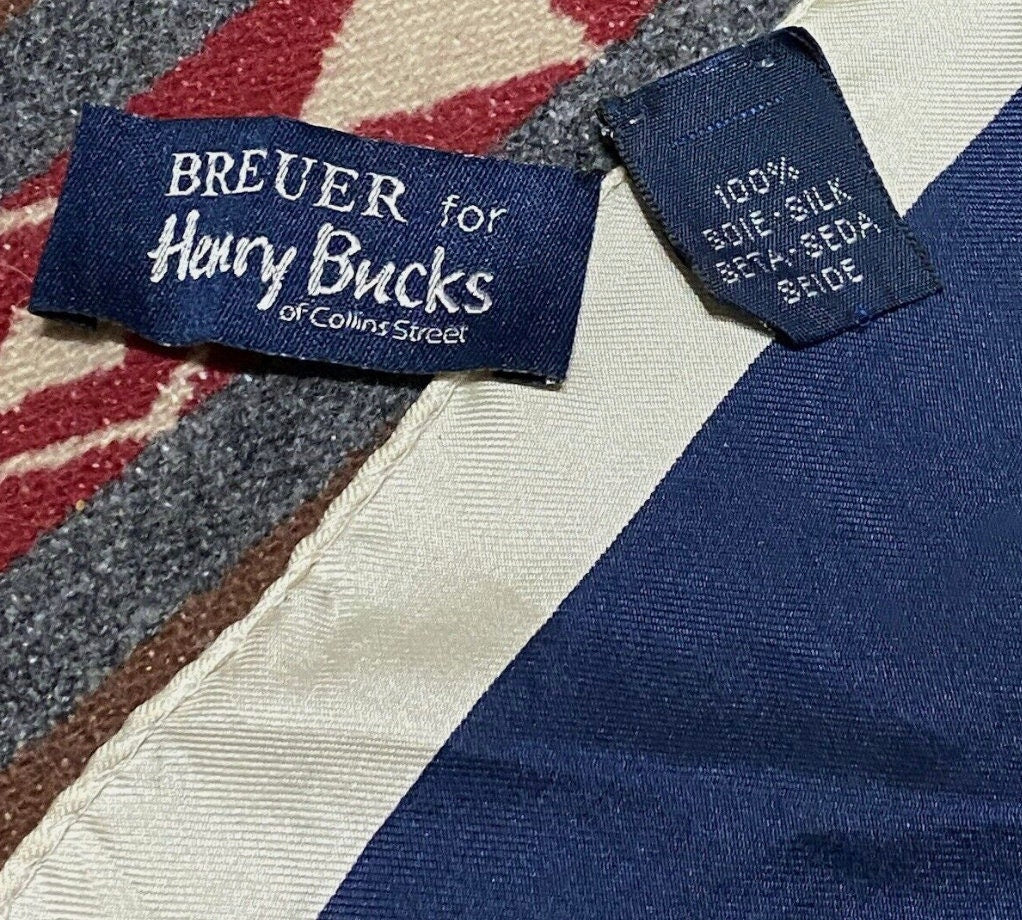 BREUER for
Henry Bucks
of Collins Street
100%
SOIE-SILK
SETA-SEDA
SEIDE